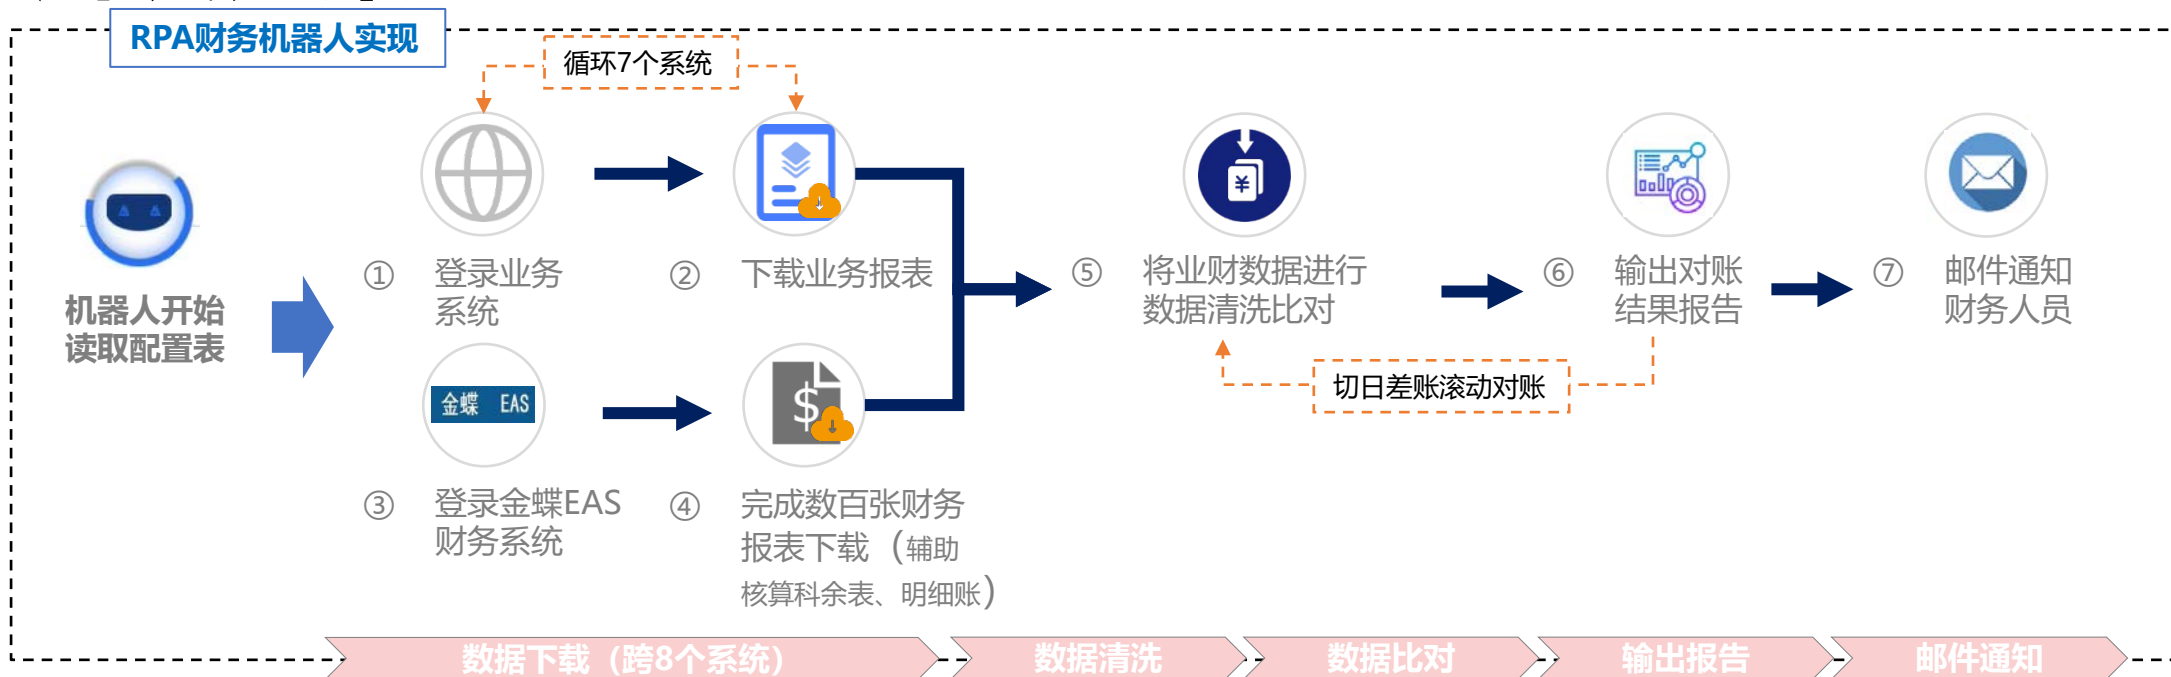 RPA财务机器人实现
循环7个系统
机器人开始
读取配置表
① 登录业务
系统
② 下载业务报表
¥
金蝶 EAS
$
③ 登录金蝶EAS
财务系统
④ 完成数百张财务
报表下载（辅助
核算科余表、明细账）
⑤ 将业财数据进行
数据清洗比对
⑥ 输出对账
结果报告
⑦ 邮件通知
财务人员
切日差账滚动对账
数据下载（跨8个系统）
数据清洗
数据比对
输出报告
邮件通知